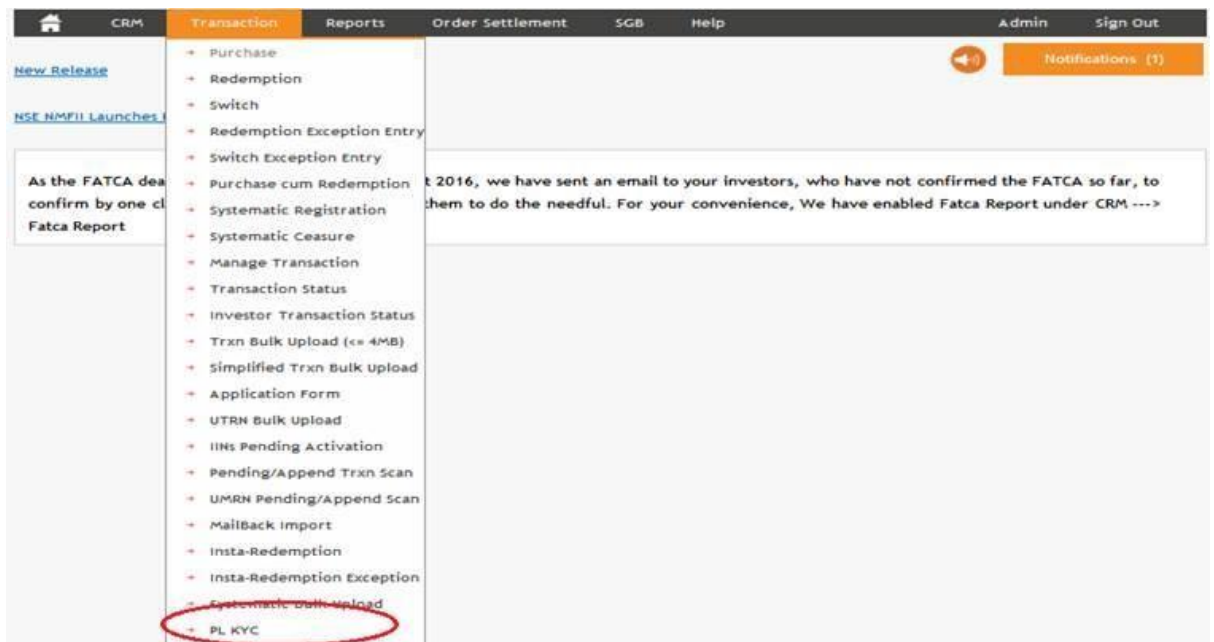 CRM Transaction Reports Order Settlement SGB Help Admin Sign Out
Notifications (1)
New Release
NSE NMFII Launches
Purchase
Redemption
Switch
Redemption Exception Entry
Switch Exception Entry
Purchase cum Redemption
Systematic Registration
Systematic Ceasure
Manage Transaction
Transaction Status
Investor Transaction Status
Trxn Bulk Upload (<= 4MB)
Simplified Trxn Bulk Upload
Application Form
UTRN Bulk Upload
IINs Pending Activation
Pending/Append Trxn Scan
UMRN Pending/Append Scan
MailBack Import
Insta-Redemption
Insta-Redemption Exception
Systematic Bulk Upload
PL KYC
As the FATCA dea t 2016, we have sent an email to your investors, who have not confirmed the FATCA so far, to
confirm by one cl them to do the needful. For your convenience, We have enabled Fatca Report under CRM --->
Fatca Report